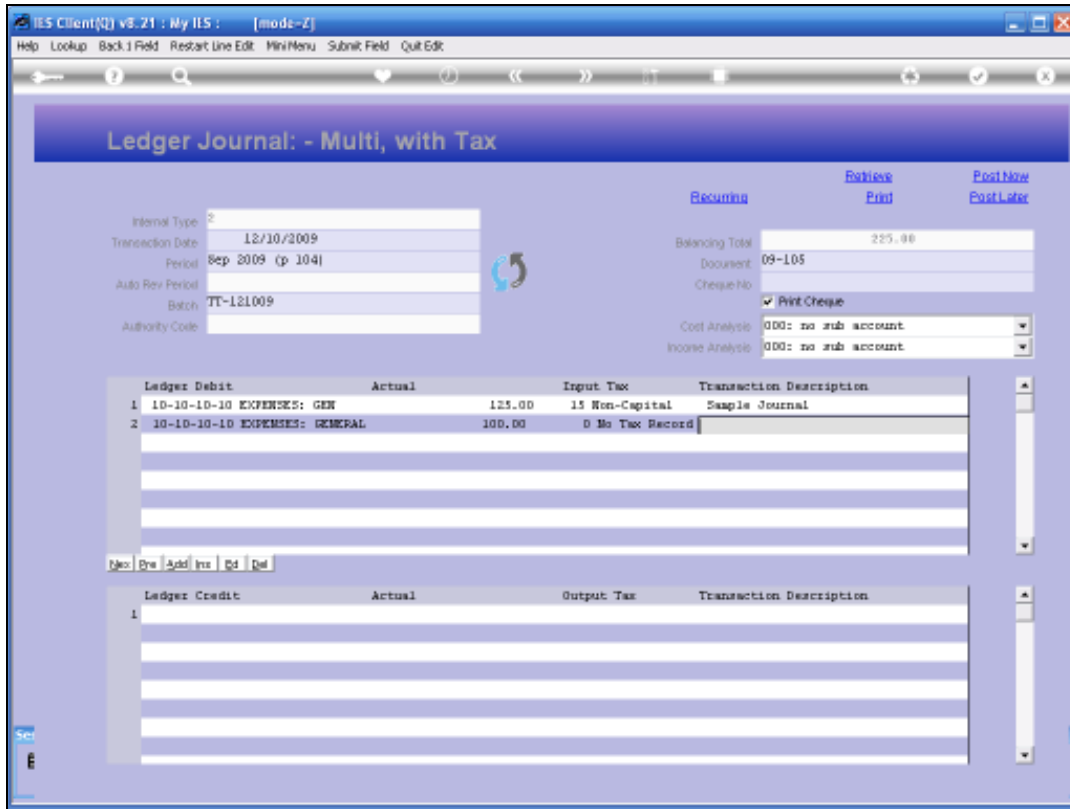 IES Client(Q) v8.21 : My IES : [mode-Z]
Help Lookup Back 1 Field Restart Line Edit MiniMenu Submit Field Quit Edit
Ledger Journal: - Multi, with Tax
Retrieve Post Now
Recurring Print Post Later
Internal Type 2
Transaction Date 12/10/2009 Balancing Total 225.00
Period Sep 2009 (p 104) Document 09-105
Auto Rev Period Cheque No
Batch TT-121009 Print Cheque
Authority Code Cost Analysis 000: no sub account
Income Analysis 000: no sub account
Ledger Debit Actual Input Tax Transaction Description
1 10-10-10-10 EXPENSES: GEN 125.00 15 Non-Capital Sample Journal
2 10-10-10-10 EXPENSES: GENERAL 100.00 0 No Tax Record
Nex Pre Add Ins Ed Del
Ledger Credit Actual Output Tax Transaction Description
1